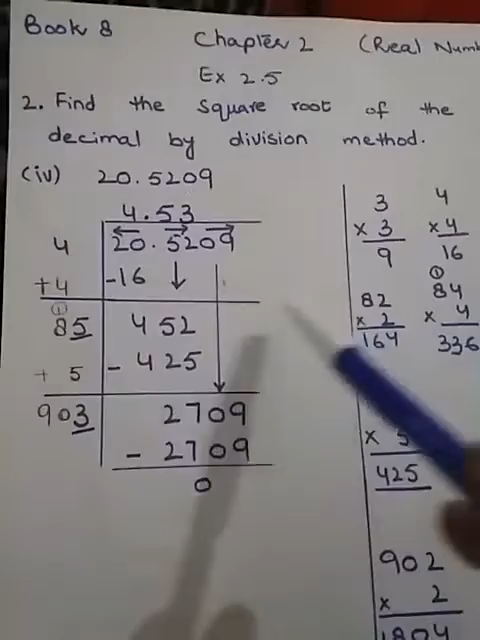 Book 8 Chapter 2 (Real Num
Ex 2.5
2. Find the square root of the
decimal by division method.
(iv) 20.5209
4.53
4 20.5209
+4 -16
85 452
+ 5 - 425
903 2709
- 2709
0
3
x 3
9
4
x 4
16
82
x 2
164
1
84
x 4
336
x 5
425
902
x 2
1804